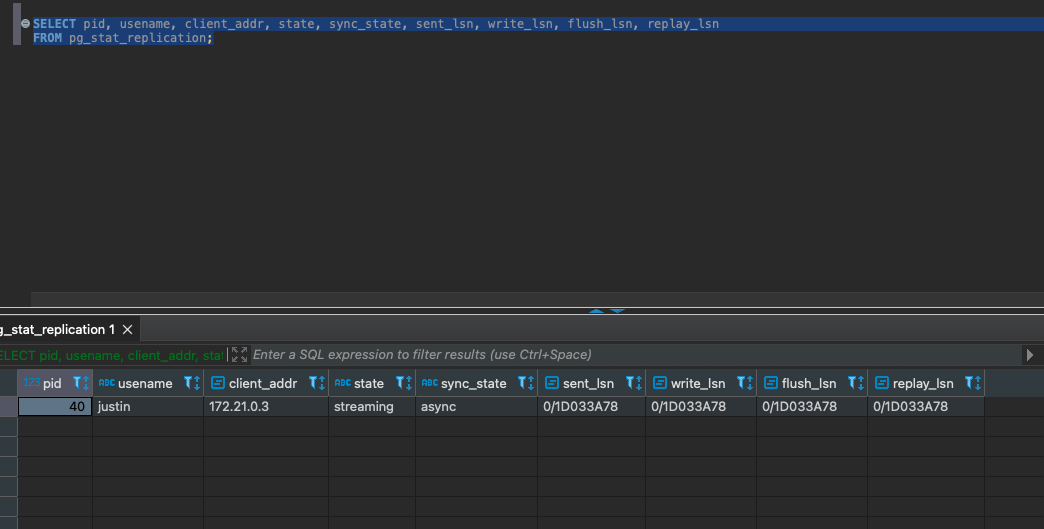 SELECT pid, usename, client_addr, state, sync_state, sent_lsn, write_lsn, flush_lsn, replay_lsn
FROM pg_stat_replication;
g_stat_replication 1
ELECT pid, usename, client_addr, stat Enter a SQL expression to filter results (use Ctrl+Space)
123 pid ABC usename client_addr ABC state ABC sync_state sent_lsn write_lsn flush_lsn replay_lsn
40 justin 172.21.0.3 streaming async 0/1D033A78 0/1D033A78 0/1D033A78 0/1D033A78